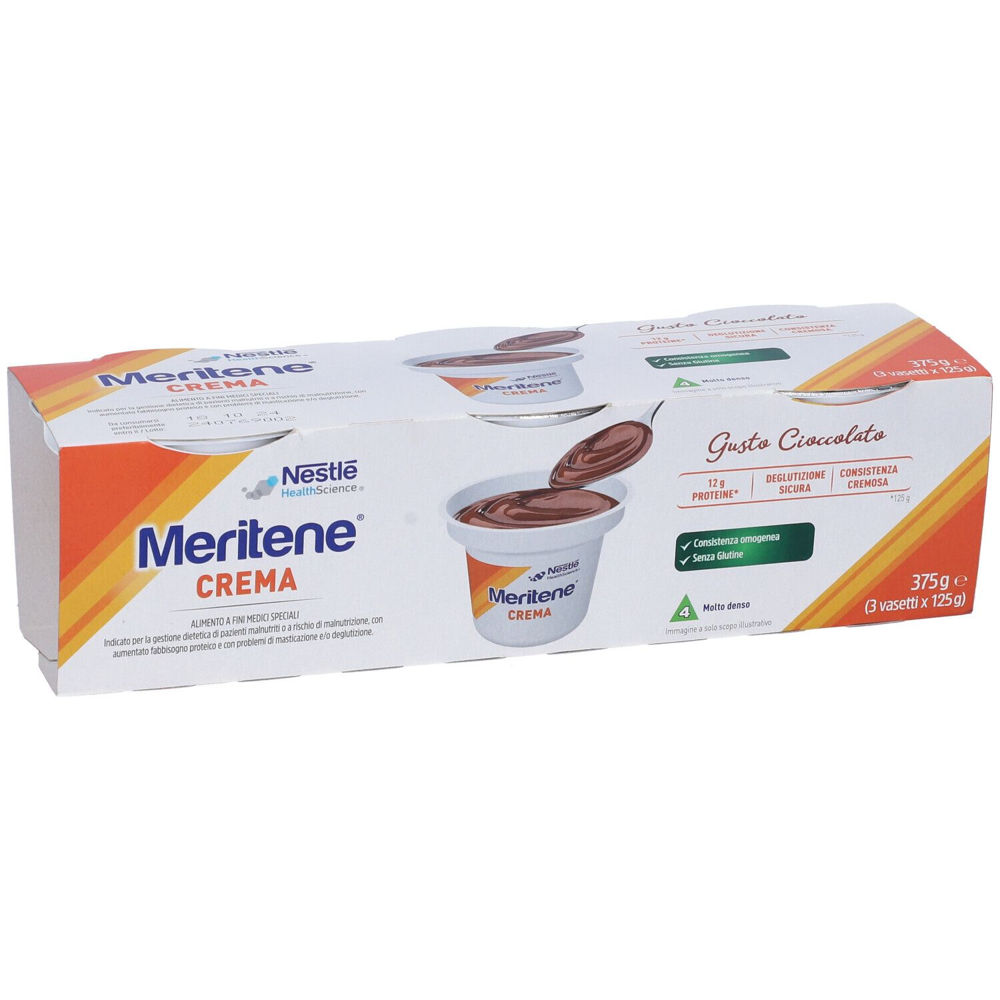 Nestlé
HealthScience
Meritene®
CREMA
ALIMENTO A FINI MEDICI SPECIALI
Indicato per la gestione dietetica di pazienti malnutriti o a rischio di malnutrizione, con
aumentato fabbisogno proteico e con problemi di masticazione e/o deglutizione.
Da consumarsi
preferibilmente
entro il / Lotto:
18 10 24
Nestlé
Meritene®
CREMA
Gusto Cioccolato
12 g
PROTEINE*
DEGLUTIZIONE
SICURA
CONSISTENZA
CREMOSA
*125 g
Consistenza omogenea
Senza Glutine
4
Molto denso
Immagine a solo scopo illustrativo
375 g e
(3 vasetti x 125 g)
Nestlé
HealthScience®
Meritene®
CREMA
ALIMENTO A FINI MEDICI SPECIALI
Indicato per la gestione dietetica di pazienti malnutriti o a rischio di malnutrizione, con
aumentato fabbisogno proteico e con problemi di masticazione e/o deglutizione.
Nestlé
HealthScience
Meritene®
CREMA
Gusto Cioccolato
12 g
PROTEINE*
DEGLUTIZIONE
SICURA
CONSISTENZA
CREMOSA
*125 g
Consistenza omogenea
Senza Glutine
4
Molto denso
Immagine a solo scopo illustrativo
375 g e
(3 vasetti x 125 g)